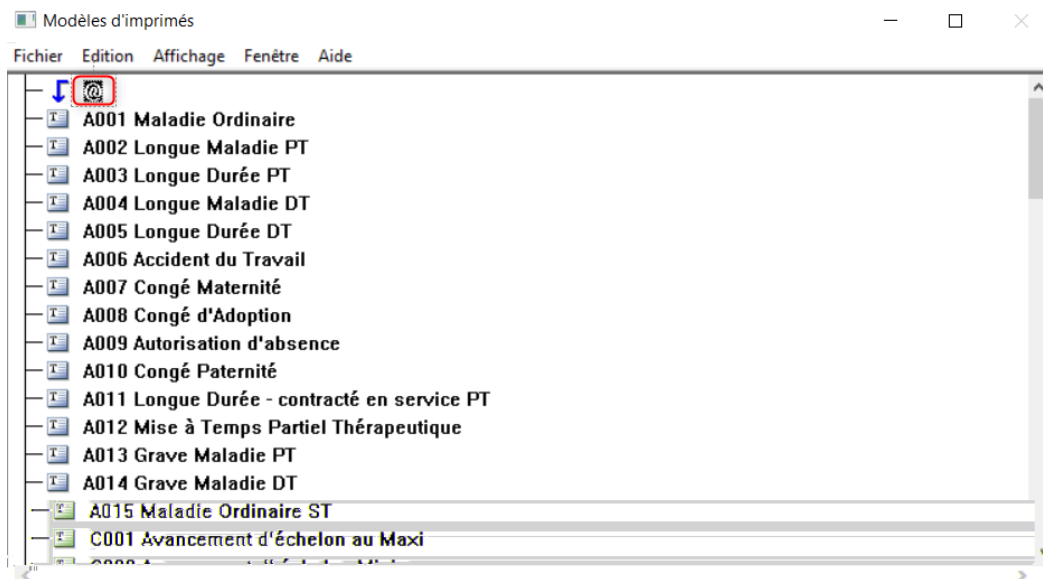 Modèles d'imprimés
Fichier Edition Affichage Fenêtre Aide
@
A001 Maladie Ordinaire
A002 Longue Maladie PT
A003 Longue Durée PT
A004 Longue Maladie DT
A005 Longue Durée DT
A006 Accident du Travail
A007 Congé Maternité
A008 Congé d'Adoption
A009 Autorisation d'absence
A010 Congé Paternité
A011 Longue Durée - contracté en service PT
A012 Mise à Temps Partiel Thérapeutique
A013 Grave Maladie PT
A014 Grave Maladie DT
A015 Maladie Ordinaire ST
C001 Avancement d'échelon au Maxi